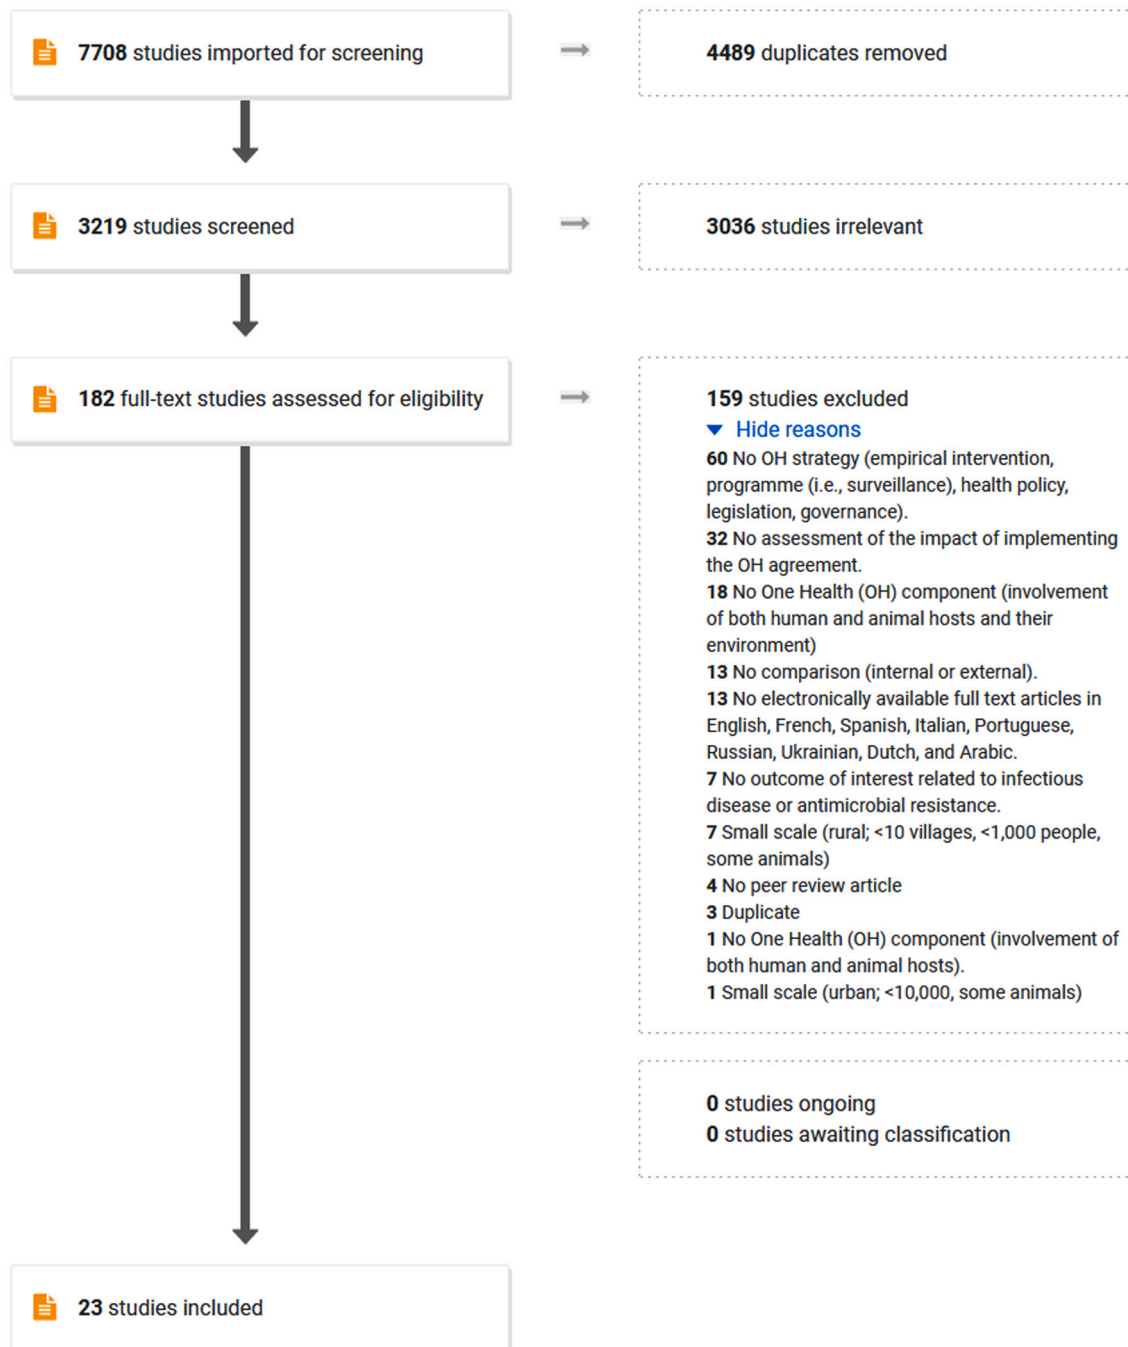 7708 studies imported for screening
4489 duplicates removed
3219 studies screened
3036 studies irrelevant
182 full-text studies assessed for eligibility
159 studies excluded
Hide reasons
60 No OH strategy (empirical intervention,
programme (i.e., surveillance), health policy,
legislation, governance).
32 No assessment of the impact of implementing
the OH agreement.
18 No One Health (OH) component (involvement
of both human and animal hosts and their
environment)
13 No comparison (internal or external).
13 No electronically available full text articles in
English, French, Spanish, Italian, Portuguese,
Russian, Ukrainian, Dutch, and Arabic.
7 No outcome of interest related to infectious
disease or antimicrobial resistance.
7 Small scale (rural; <10 villages, <1,000 people,
some animals)
4 No peer review article
3 Duplicate
1 No One Health (OH) component (involvement of
both human and animal hosts).
1 Small scale (urban; <10,000, some animals)
0 studies ongoing
0 studies awaiting classification
23 studies included